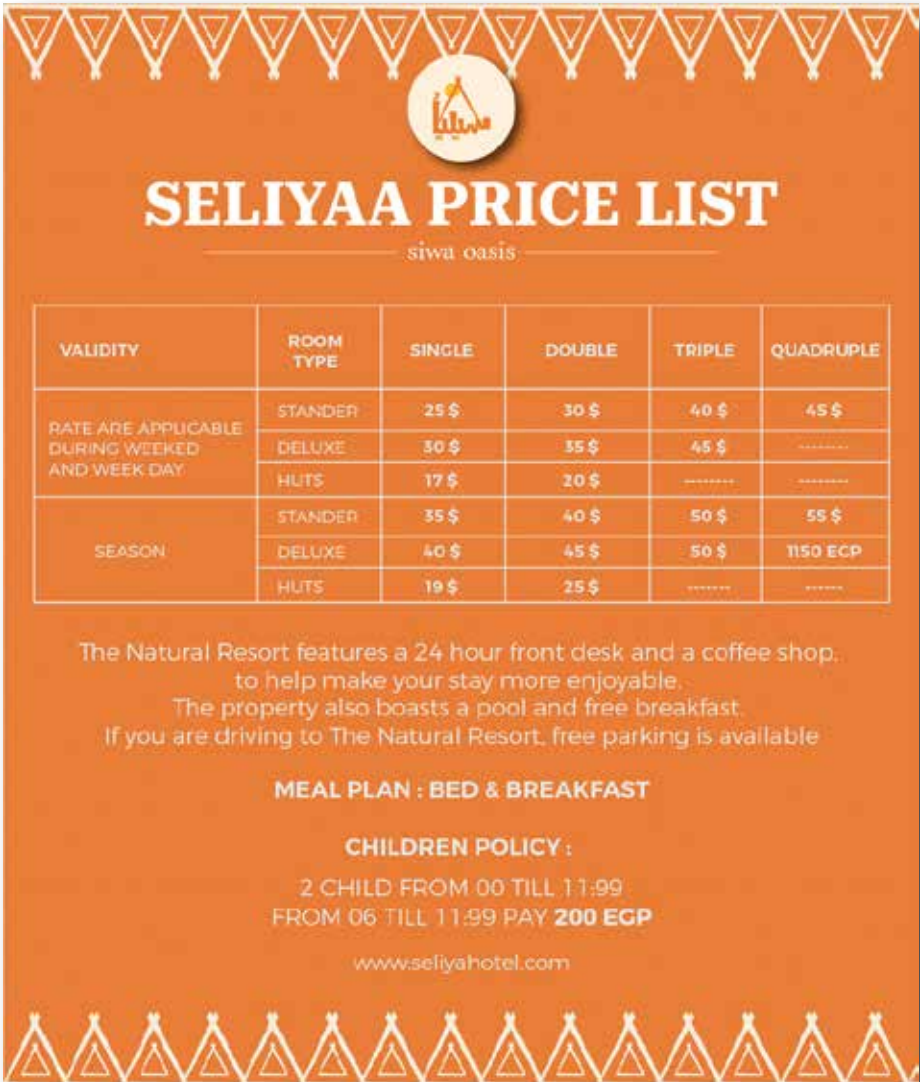 سيليا
SELIYAA PRICE LIST
siwa oasis
VALIDITY ROOM TYPE SINGLE DOUBLE TRIPLE QUADRUPLE
RATE ARE APPLICABLE
DURING WEEKED
AND WEEK DAY
STANDER 25 $ 30 $ 40 $ 45 $
DELUXE 30 $ 35 $ 45 $ --------
HUTS 17 $ 20 $ -------- --------
SEASON
STANDER 35 $ 40 $ 50 $ 55 $
DELUXE 40 $ 45 $ 50 $ 1150 EGP
HUTS 19 $ 25 $ ------- ------
The Natural Resort features a 24 hour front desk and a coffee shop,
to help make your stay more enjoyable.
The property also boasts a pool and free breakfast.
If you are driving to The Natural Resort, free parking is available
MEAL PLAN : BED & BREAKFAST
CHILDREN POLICY :
2 CHILD FROM 00 TILL 11:99
FROM 06 TILL 11:99 PAY 200 EGP
www.seliyahotel.com